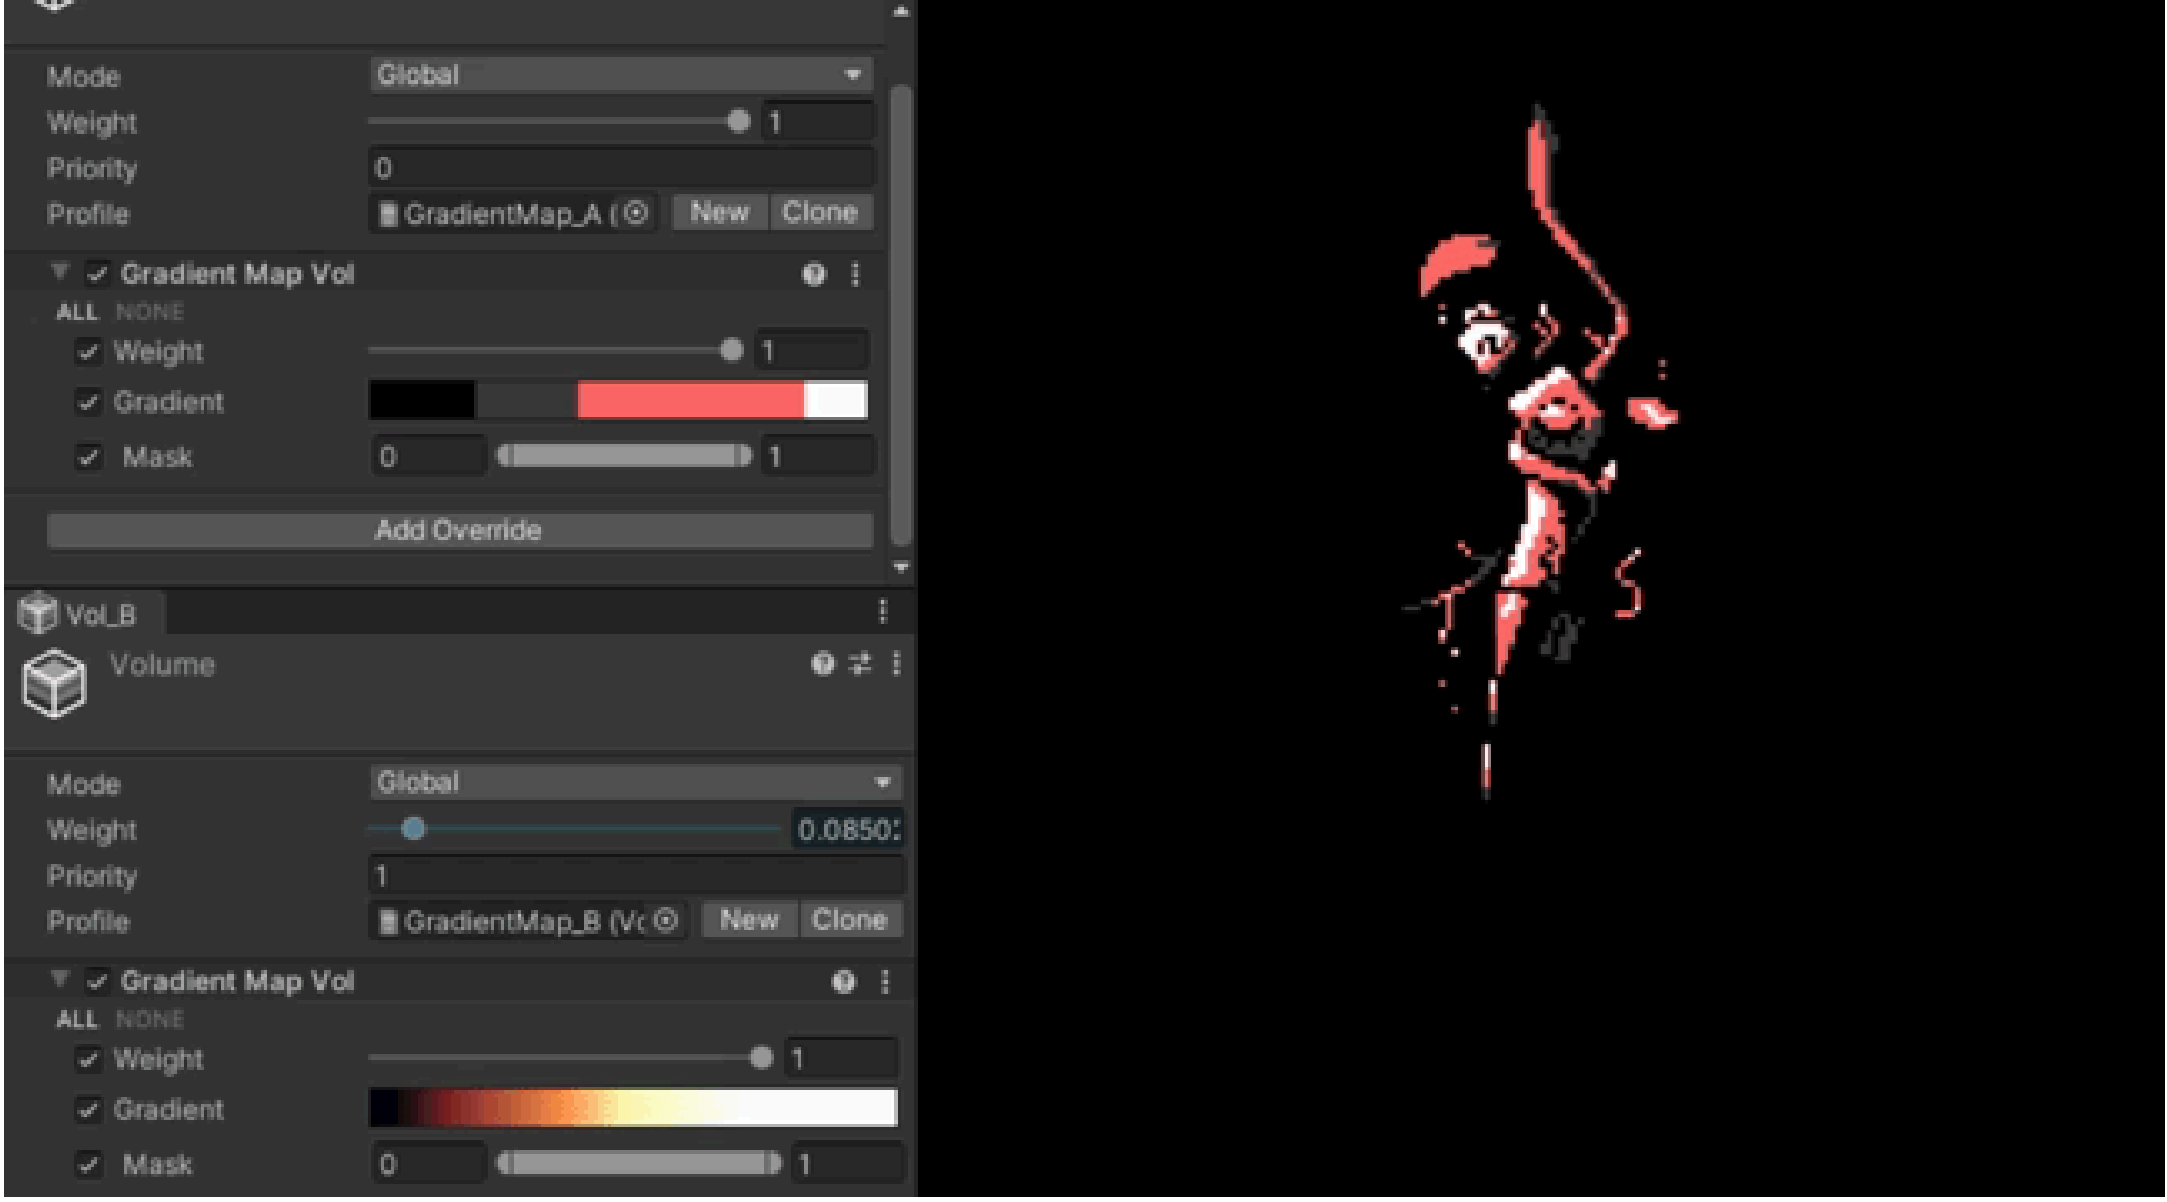 Mode Global
Weight 1
Priority 0
Profile GradientMap_A ( New Clone
Gradient Map Vol
ALL NONE
Weight 1
Gradient
Mask 0 1
Add Override
Vol_B
Volume
Mode Global
Weight 0.0850
Priority 1
Profile GradientMap_B (Vo New Clone
Gradient Map Vol
ALL NONE
Weight 1
Gradient
Mask 0 1